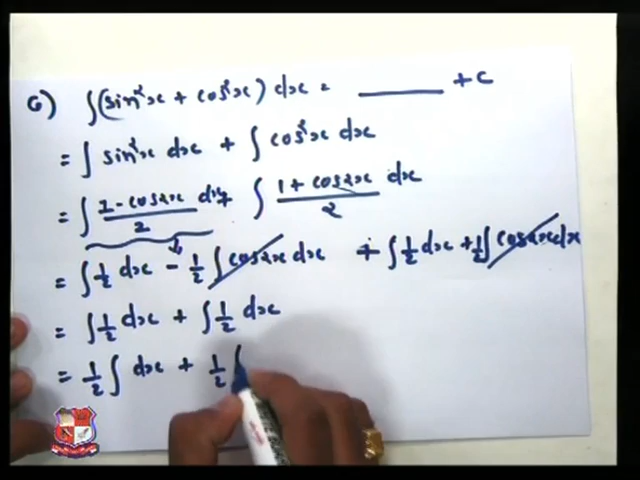 6) ∫(sin²x + cos²x) dx = ______ + C
= ∫ sin²x dx + ∫ cos²x dx
= ∫ 1-cos2x/2 dx + ∫ 1+cos2x/2 dx
= ∫ 1/2 dx - 1/2 ∫ cos2x dx + ∫ 1/2 dx + 1/2 ∫ cos2x dx
= ∫ 1/2 dx + ∫ 1/2 dx
= 1/2 ∫ dx + 1/2 ∫